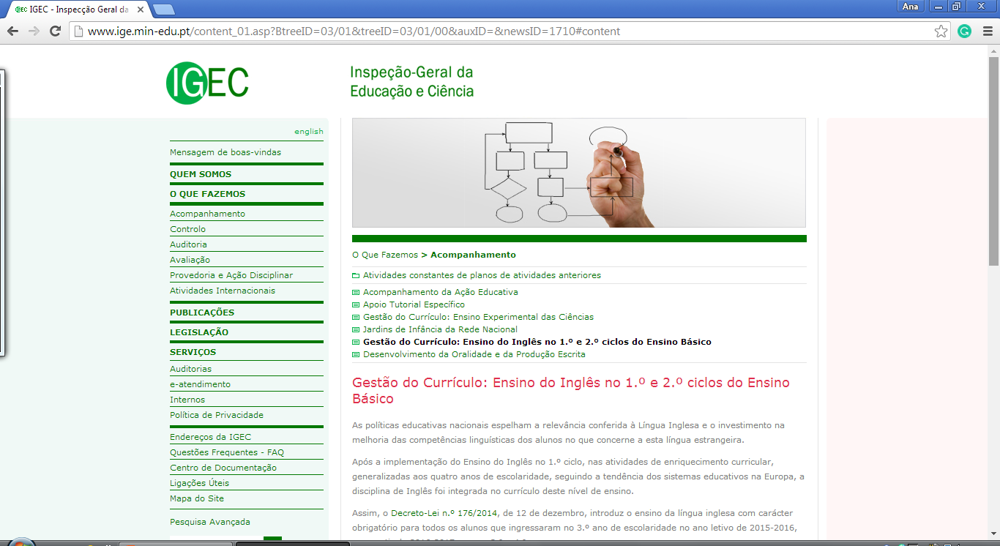 IGEC - Inspecção Geral da
Ana
www.ige.min-edu.pt/content_01.asp?BtreeID=03/01&treeID=03/01/00&auxID=&newsID=1710#content
IGEC
Inspeção-Geral da
Educação e Ciência
english
Mensagem de boas-vindas
QUEM SOMOS
O QUE FAZEMOS
Acompanhamento
Controlo
Auditoria
Avaliação
Provedoria e Ação Disciplinar
Atividades Internacionais
PUBLICAÇÕES
LEGISLAÇÃO
SERVIÇOS
Auditorias
e-atendimento
Internos
Política de Privacidade
Endereços da IGEC
Questões Frequentes - FAQ
Centro de Documentação
Ligações Úteis
Mapa do Site
Pesquisa Avançada
O Que Fazemos > Acompanhamento
Atividades constantes de planos de atividades anteriores
Acompanhamento da Ação Educativa
Apoio Tutorial Específico
Gestão do Currículo: Ensino Experimental das Ciências
Jardins de Infância da Rede Nacional
Gestão do Currículo: Ensino do Inglês no 1.º e 2.º ciclos do Ensino Básico
Desenvolvimento da Oralidade e da Produção Escrita
Gestão do Currículo: Ensino do Inglês no 1.º e 2.º ciclos do Ensino
Básico
As políticas educativas nacionais espelham a relevância conferida à Língua Inglesa e o investimento na
melhoria das competências linguísticas dos alunos no que concerne a esta língua estrangeira.
Após a implementação do Ensino do Inglês no 1.º ciclo, nas atividades de enriquecimento curricular,
generalizadas aos quatro anos de escolaridade, seguindo a tendência dos sistemas educativos na Europa, a
disciplina de Inglês foi integrada no currículo deste nível de ensino.
Assim, o Decreto-Lei n.º 176/2014, de 12 de dezembro, introduz o ensino da língua inglesa com carácter
obrigatório para todos os alunos que ingressaram no 3.º ano de escolaridade no ano letivo de 2015-2016,